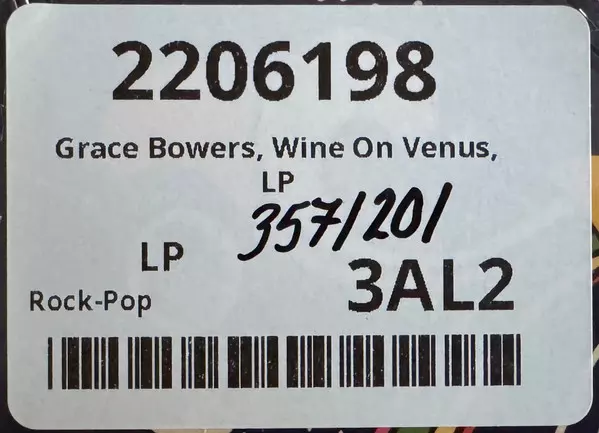 2206198
Grace Bowers, Wine On Venus,
LP
357/201
LP
Rock-Pop
3AL2